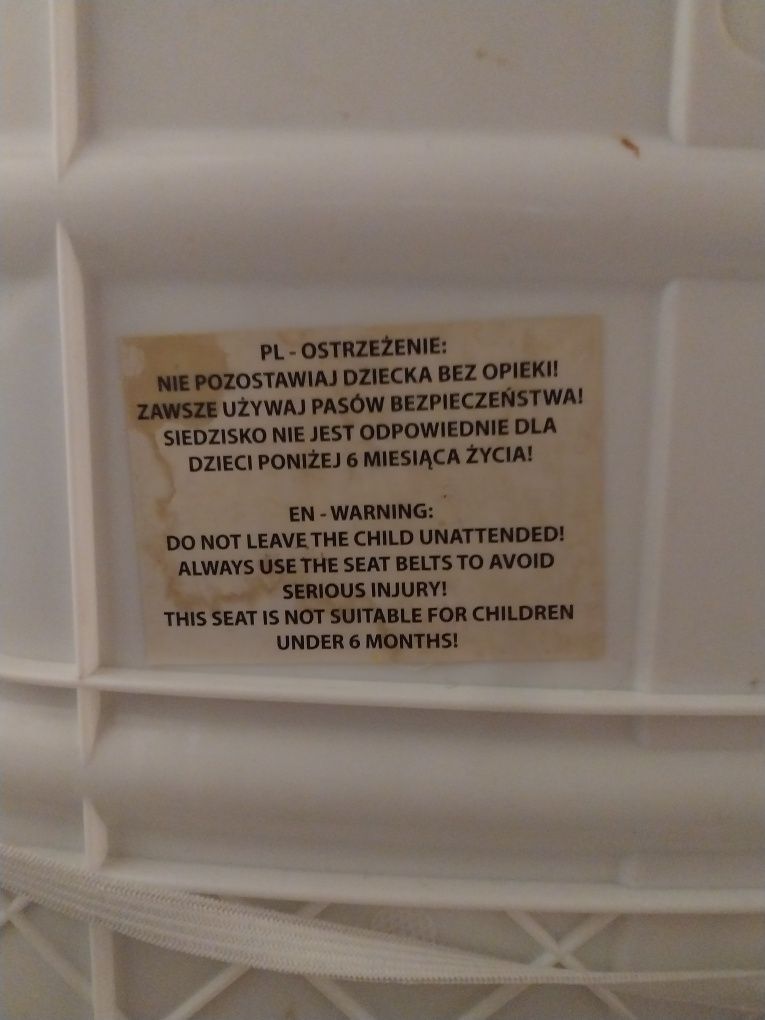 PL - OSTRZEŻENIE:
NIE POZOSTAWIAJ DZIECKA BEZ OPIEKI!
ZAWSZE UŻYWAJ PASÓW BEZPIECZEŃSTWA!
SIEDZISKO NIE JEST ODPOWIEDNIE DLA
DZIECI PONIŻEJ 6 MIESIĄCA ŻYCIA!
EN - WARNING:
DO NOT LEAVE THE CHILD UNATTENDED!
ALWAYS USE THE SEAT BELTS TO AVOID
SERIOUS INJURY!
THIS SEAT IS NOT SUITABLE FOR CHILDREN
UNDER 6 MONTHS!